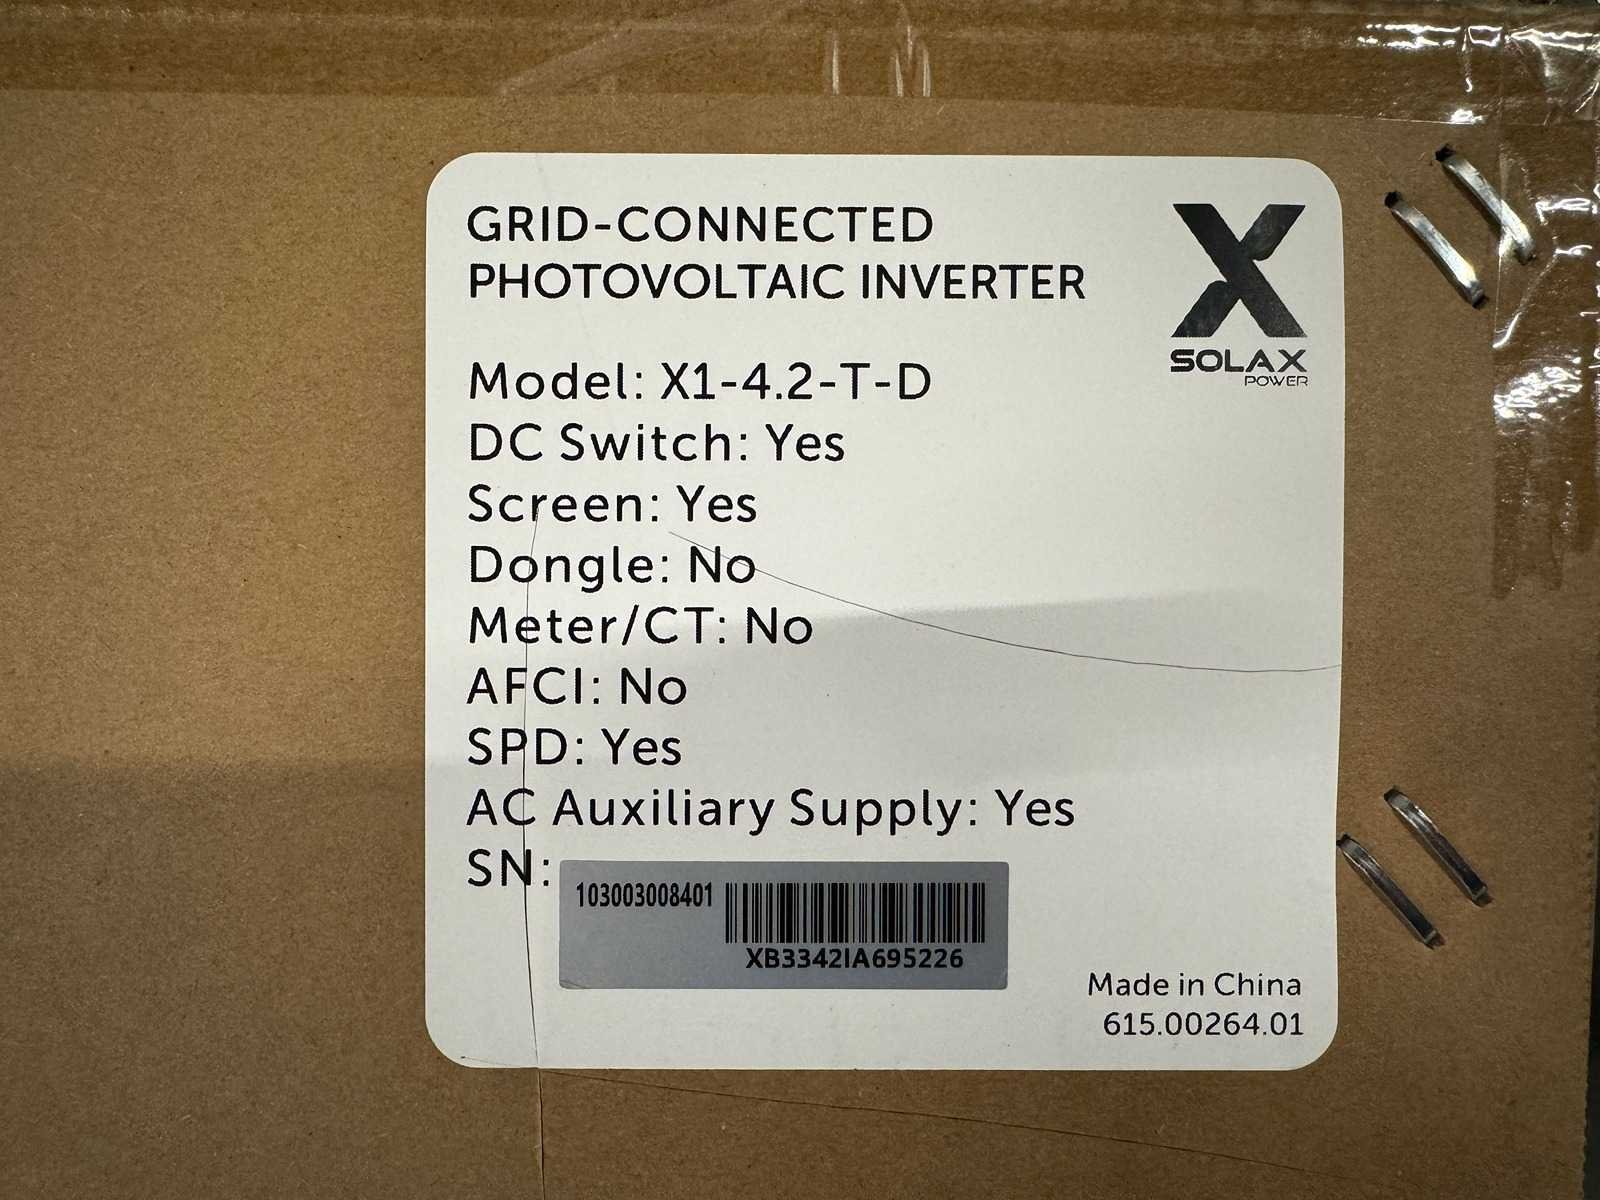 GRID-CONNECTED
PHOTOVOLTAIC INVERTER
SOLAX
POWER
Model: X1-4.2-T-D
DC Switch: Yes
Screen: Yes
Dongle: No
Meter/CT: No
AFCI: No
SPD: Yes
AC Auxiliary Supply: Yes
SN:
103003008401
XB3342IA695226
Made in China
615.00264.01